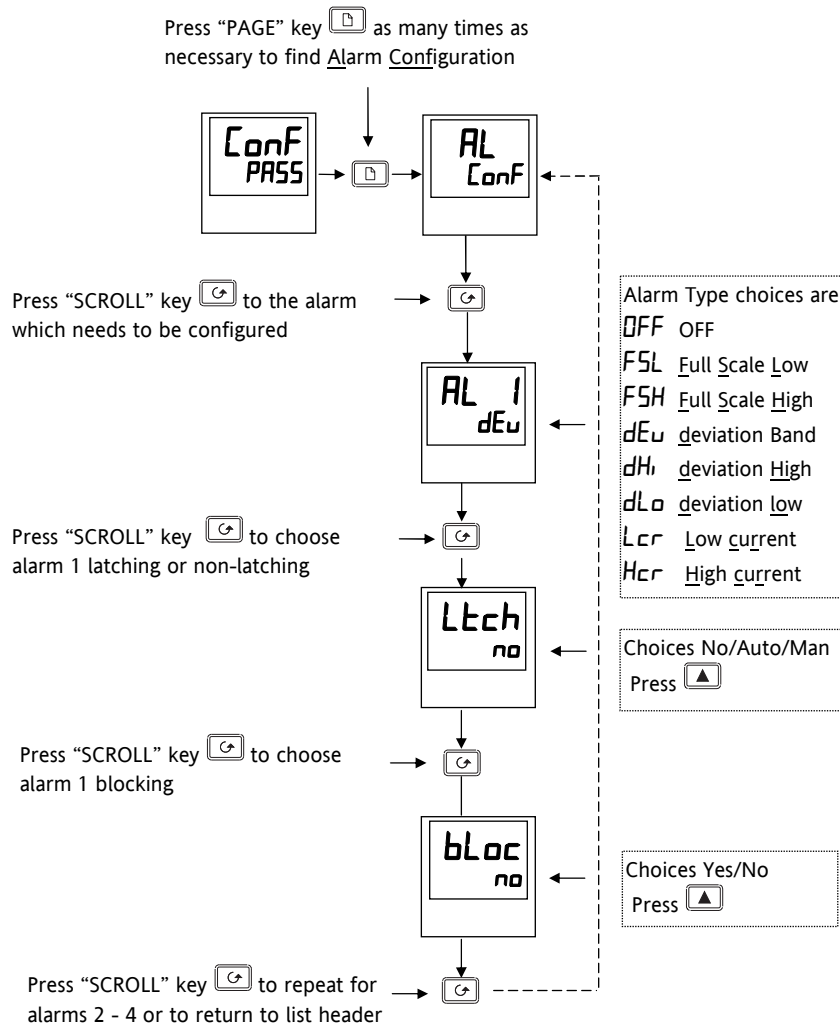 Press “PAGE” key as many times as
necessary to find Alarm Configuration
ConF
PASS
AL
ConF
Press “SCROLL” key to the alarm
which needs to be configured
AL 1
dEv
Alarm Type choices are
OFF OFF
FSL Full Scale Low
FSH Full Scale High
dEv deviation Band
dHi deviation High
dLo deviation low
Lcr Low current
Hcr High current
Press “SCROLL” key to choose
alarm 1 latching or non-latching
Ltch
no
Choices No/Auto/Man
Press
Press “SCROLL” key to choose
alarm 1 blocking
bLoc
no
Choices Yes/No
Press
Press “SCROLL” key to repeat for
alarms 2 - 4 or to return to list header